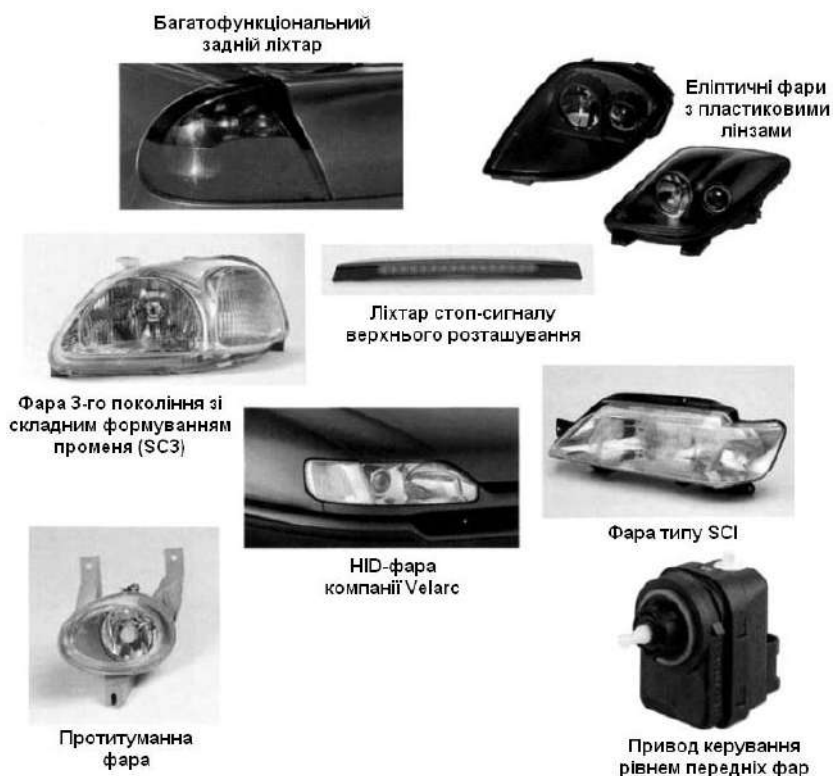 Багатофункціональний
задній ліхтар
Еліптичні фари
з пластиковими
лінзами
Ліхтар стоп-сигналу
верхнього розташування
Фара 3-го покоління зі
складним формуванням
променя (SC3)
Фара типу SCI
HID-фара
компанії Velarc
Протитуманна
фара
Привод керування
рівнем передніх фар